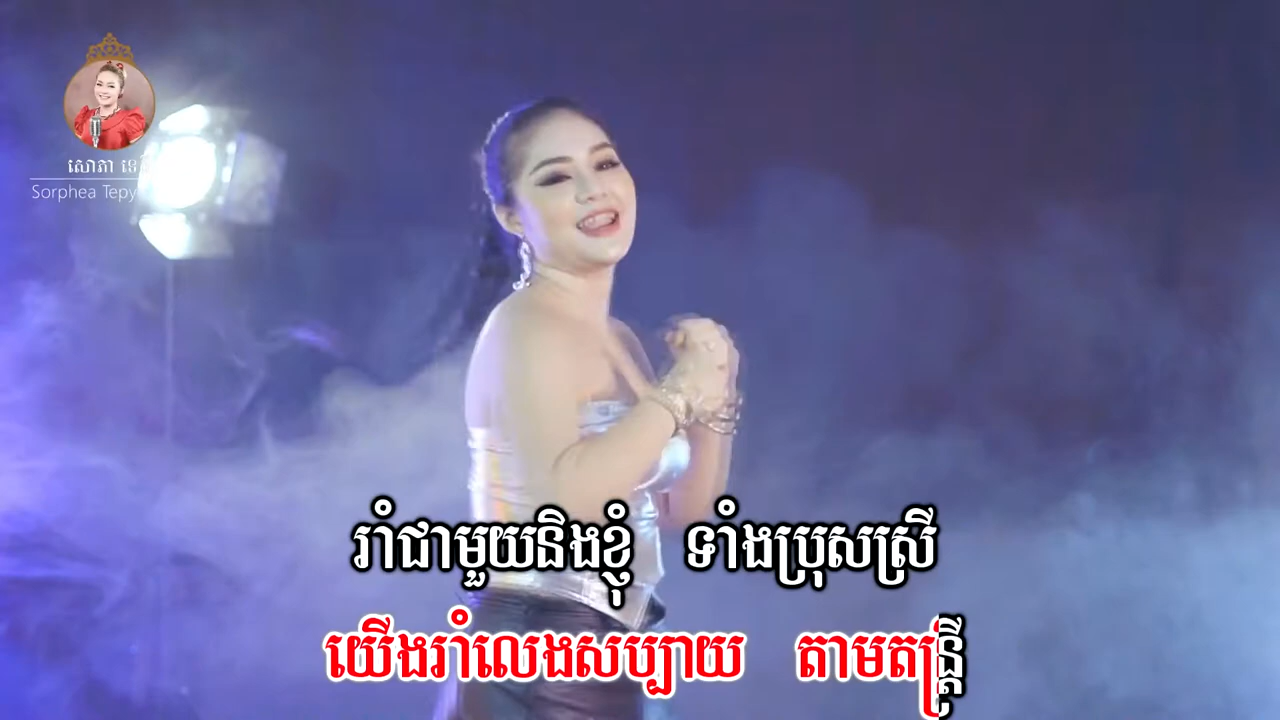 សោភា
Sorphea Tepy
រាំជាមួយនិងខ្ញុំ ទាំងប្រុសស្រី
យើងរាំលេងសប្បាយ តាមតន្ត្រី